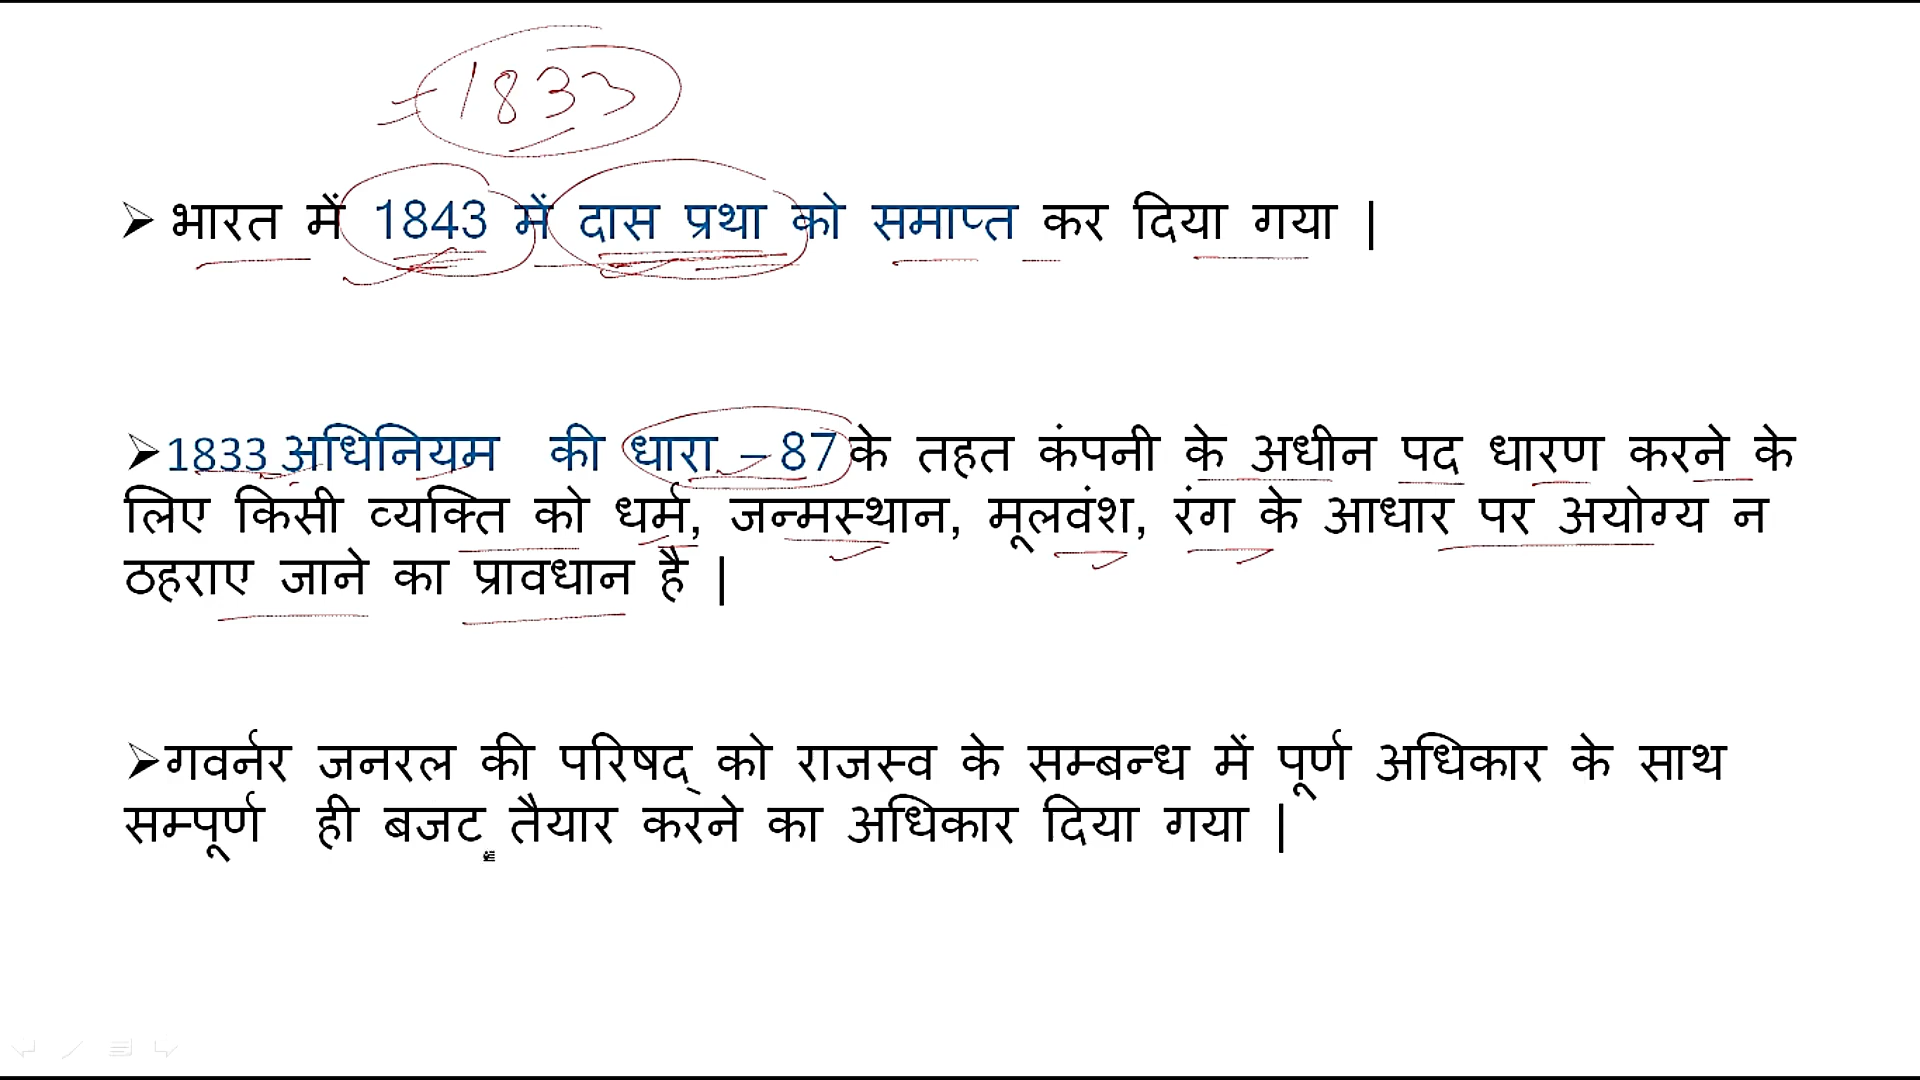 =1833
➤ भारत में 1843 में दास प्रथा को समाप्त कर दिया गया |
➤1833 अधिनियम की धारा – 87 के तहत कंपनी के अधीन पद धारण करने के
लिए किसी व्यक्ति को धर्म, जन्मस्थान, मूलवंश, रंग के आधार पर अयोग्य न
ठहराए जाने का प्रावधान है |
➤गवर्नर जनरल की परिषद् को राजस्व के सम्बन्ध में पूर्ण अधिकार के साथ
सम्पूर्ण ही बजट तैयार करने का अधिकार दिया गया |